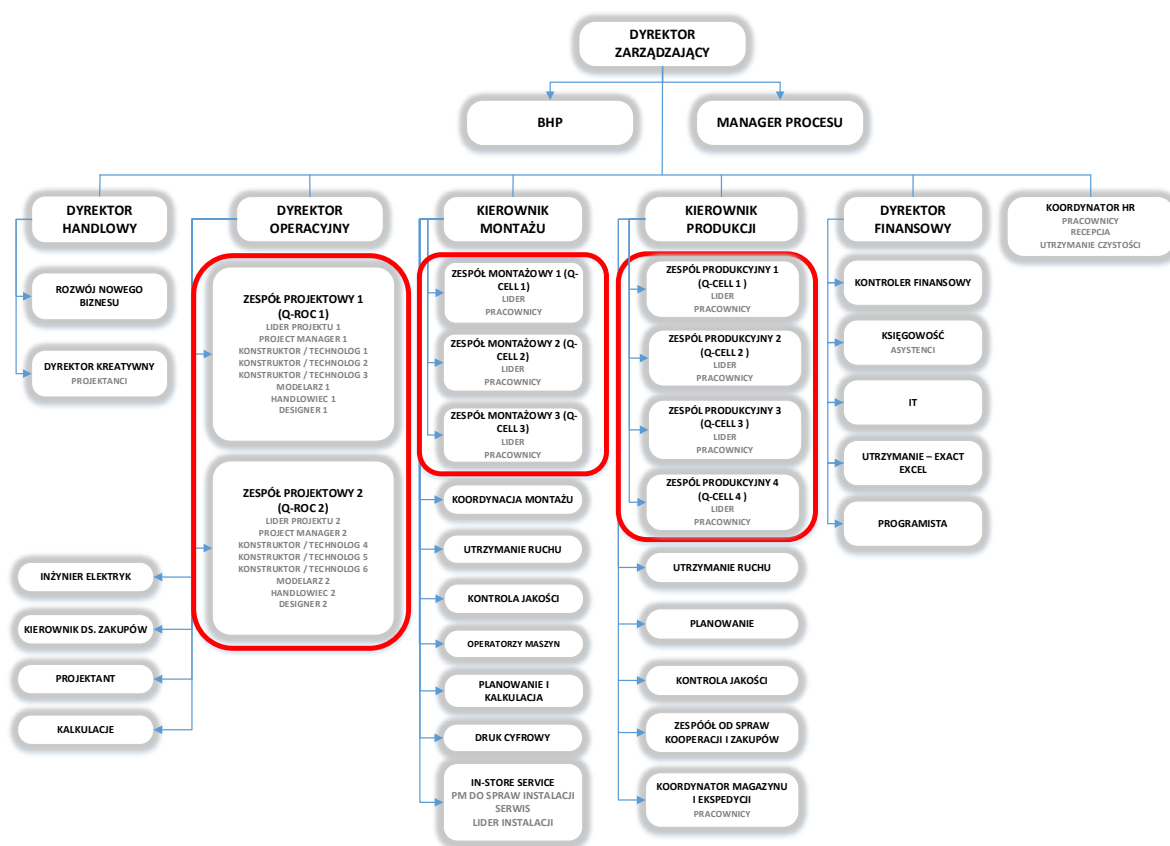 DYREKTOR
ZARZĄDZAJĄCY
BHP
MANAGER PROCESU
DYREKTOR
HANDLOWY
ROZWÓJ NOWEGO
BIZNESU
DYREKTOR KREATYWNY
PROJEKTANCI
DYREKTOR
OPERACYJNY
ZESPÓŁ PROJEKTOWY 1
(Q-ROC 1)
LIDER PROJEKTU 1
PROJECT MANAGER 1
KONSTRUKTOR / TECHNOLOG 1
KONSTRUKTOR / TECHNOLOG 2
KONSTRUKTOR / TECHNOLOG 3
MODELARZ 1
HANDLOWIEC 1
DESIGNER 1
ZESPÓŁ PROJEKTOWY 2
(Q-ROC 2)
LIDER PROJEKTU 2
PROJECT MANAGER 2
KONSTRUKTOR / TECHNOLOG 4
KONSTRUKTOR / TECHNOLOG 5
KONSTRUKTOR / TECHNOLOG 6
MODELARZ 2
HANDLOWIEC 2
DESIGNER 2
INŻYNIER ELEKTRYK
KIEROWNIK DS. ZAKUPÓW
PROJEKTANT
KALKULACJE
KIEROWNIK
MONTAŻU
ZESPÓŁ MONTAŻOWY 1 (Q-
CELL 1)
LIDER
PRACOWNICY
ZESPÓŁ MONTAŻOWY 2 (Q-
CELL 2)
LIDER
PRACOWNICY
ZESPÓŁ MONTAŻOWY 3 (Q-
CELL 3)
LIDER
PRACOWNICY
KOORDYNACJA MONTAŻU
UTRZYMANIE RUCHU
KONTROLA JAKOŚCI
OPERATORZY MASZYN
PLANOWANIE I
KALKULACJA
DRUK CYFROWY
IN-STORE SERVICE
PM DO SPRAW INSTALACJI
SERWIS
LIDER INSTALACJI
KIEROWNIK
PRODUKCJI
ZESPÓŁ PRODUKCYJNY 1
(Q-CELL 1 )
LIDER
PRACOWNICY
ZESPÓŁ PRODUKCYJNY 2
(Q-CELL 2 )
LIDER
PRACOWNICY
ZESPÓŁ PRODUKCYJNY 3
(Q-CELL 3 )
LIDER
PRACOWNICY
ZESPÓŁ PRODUKCYJNY 4
(Q-CELL 4 )
LIDER
PRACOWNICY
UTRZYMANIE RUCHU
PLANOWANIE
KONTROLA JAKOŚCI
ZESPÓÓŁ OD SPRAW
KOOPERACJI I ZAKUPÓW
KOORDYNATOR MAGAZYNU
I EKSPEDYCJI
PRACOWNICY
DYREKTOR
FINANSOWY
KONTROLER FINANSOWY
KSIĘGOWOŚĆ
ASYSTENCI
IT
UTRZYMANIE – EXACT
EXCEL
PROGRAMISTA
KOORDYNATOR HR
PRACOWNICY
RECEPCJA
UTRZYMANIE CZYSTOŚCI